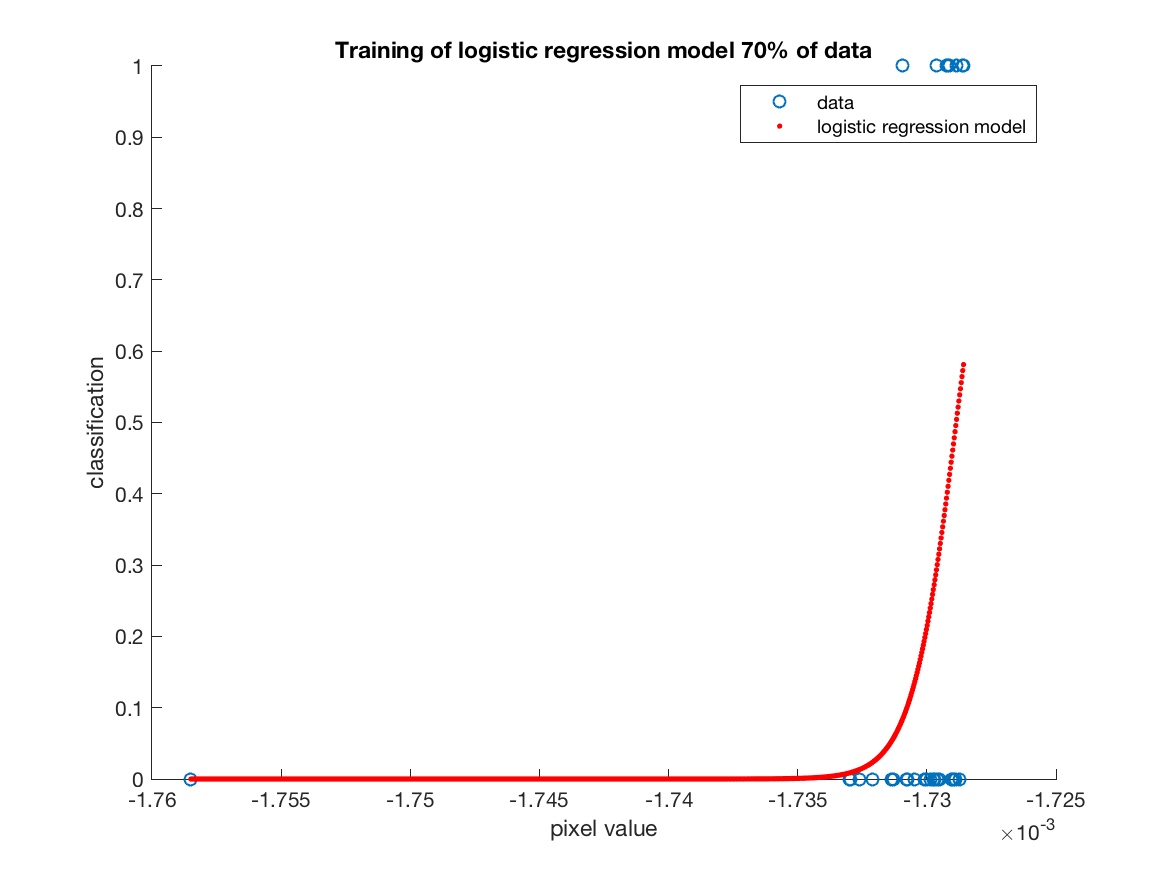 Training of logistic regression model 70% of data
data
logistic regression model
1
0.9
0.8
0.7
0.6
0.5
0.4
0.3
0.2
0.1
0
classification
-1.76 -1.755 -1.75 -1.745 -1.74 -1.735 -1.73 -1.725
pixel value
×10-3